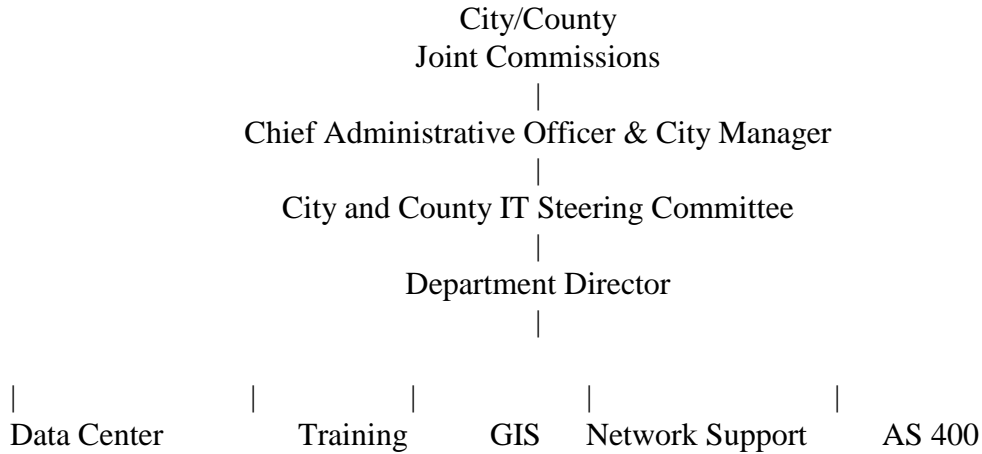 City/County
Joint Commissions
|
Chief Administrative Officer & City Manager
|
City and County IT Steering Committee
|
Department Director
|
| | | | |
Data Center Training GIS Network Support AS 400